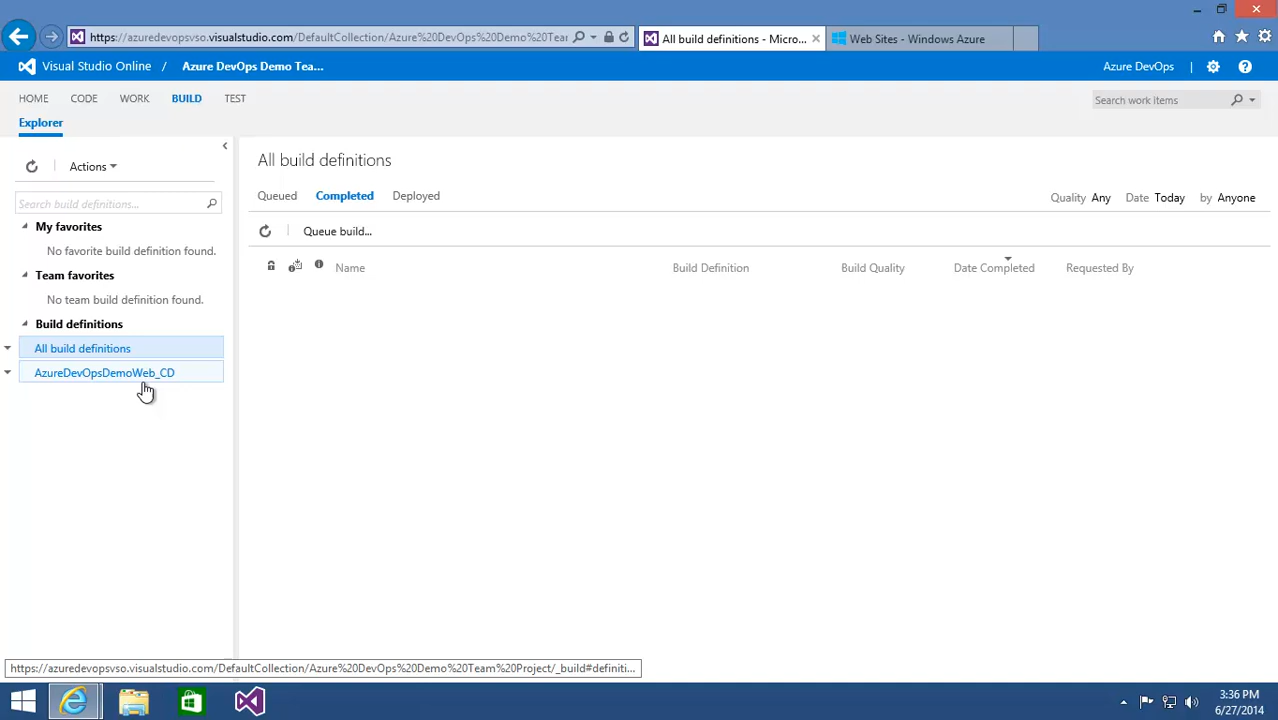 https://azuredevopsvso.visualstudio.com/DefaultCollection/Azure%20DevOps%20Demo%20Tear
All build definitions - Micro...
Web Sites - Windows Azure
Visual Studio Online / Azure DevOps Demo Tea...
Azure DevOps
HOME CODE WORK BUILD TEST
Search work items
Explorer
Actions
Search build definitions...
My favorites
No favorite build definition found.
Team favorites
No team build definition found.
Build definitions
All build definitions
AzureDevOpsDemoWeb_CD
All build definitions
Queued Completed Deployed
Quality Any Date Today by Anyone
Queue build...
Name Build Definition Build Quality Date Completed Requested By
https://azuredevopsvso.visualstudio.com/DefaultCollection/Azure%20DevOps%20Demo%20Team%20Project/_build#definiti...
3:36 PM
6/27/2014